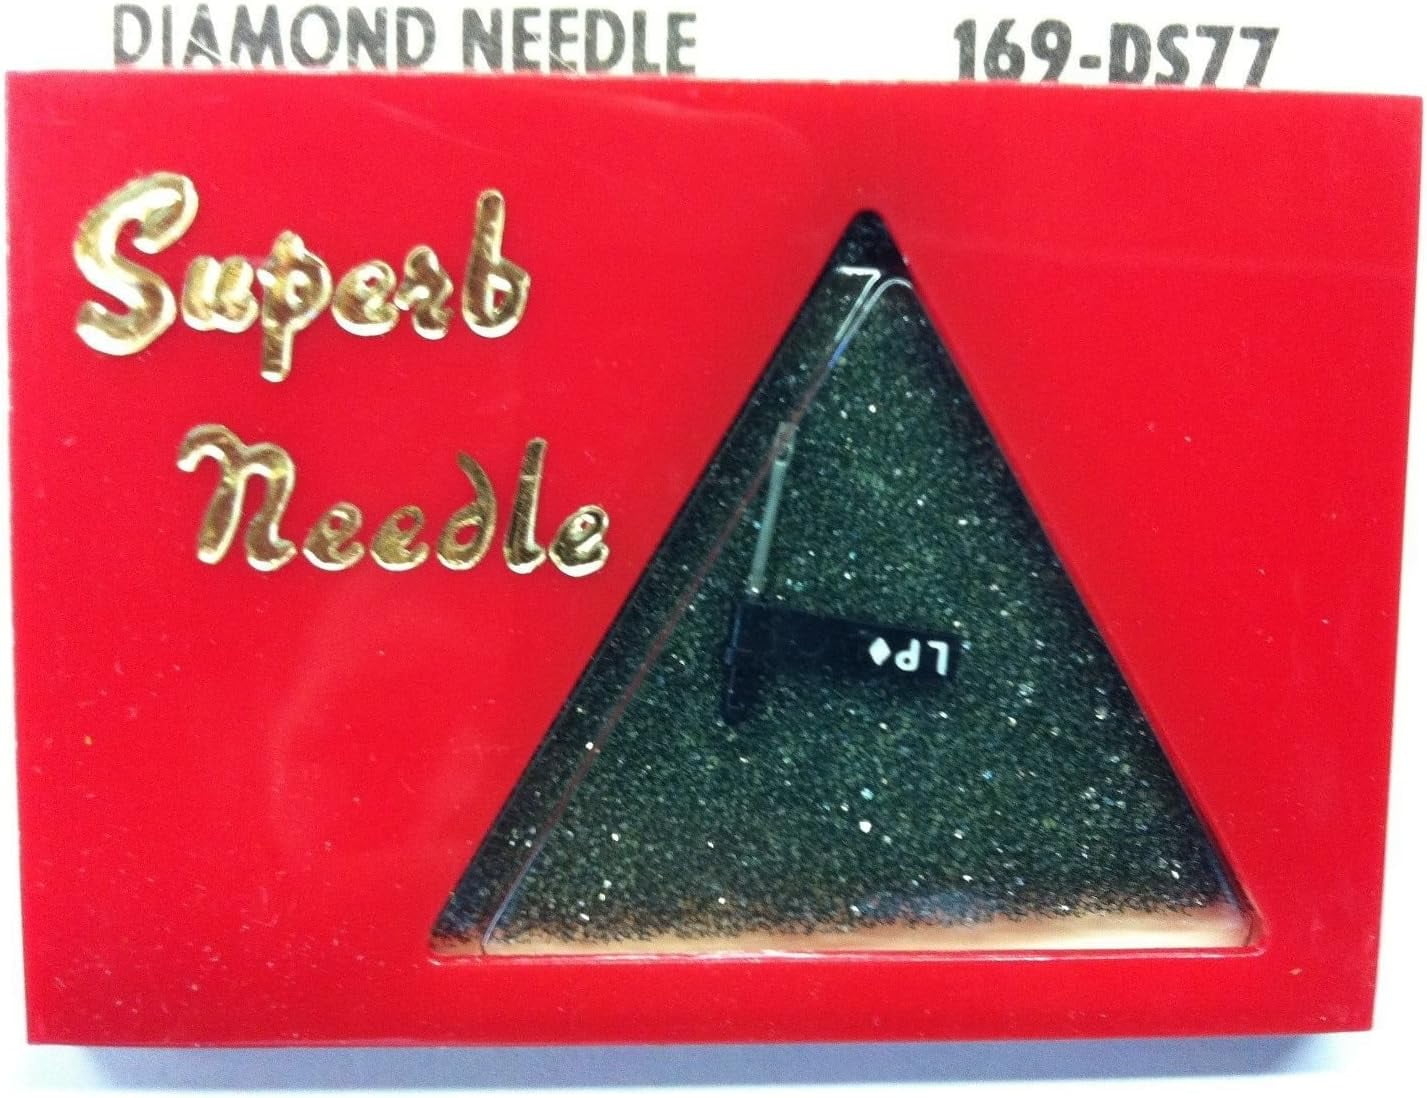 DIAMOND NEEDLE 169-DS77
Superb
Needle
LP♦